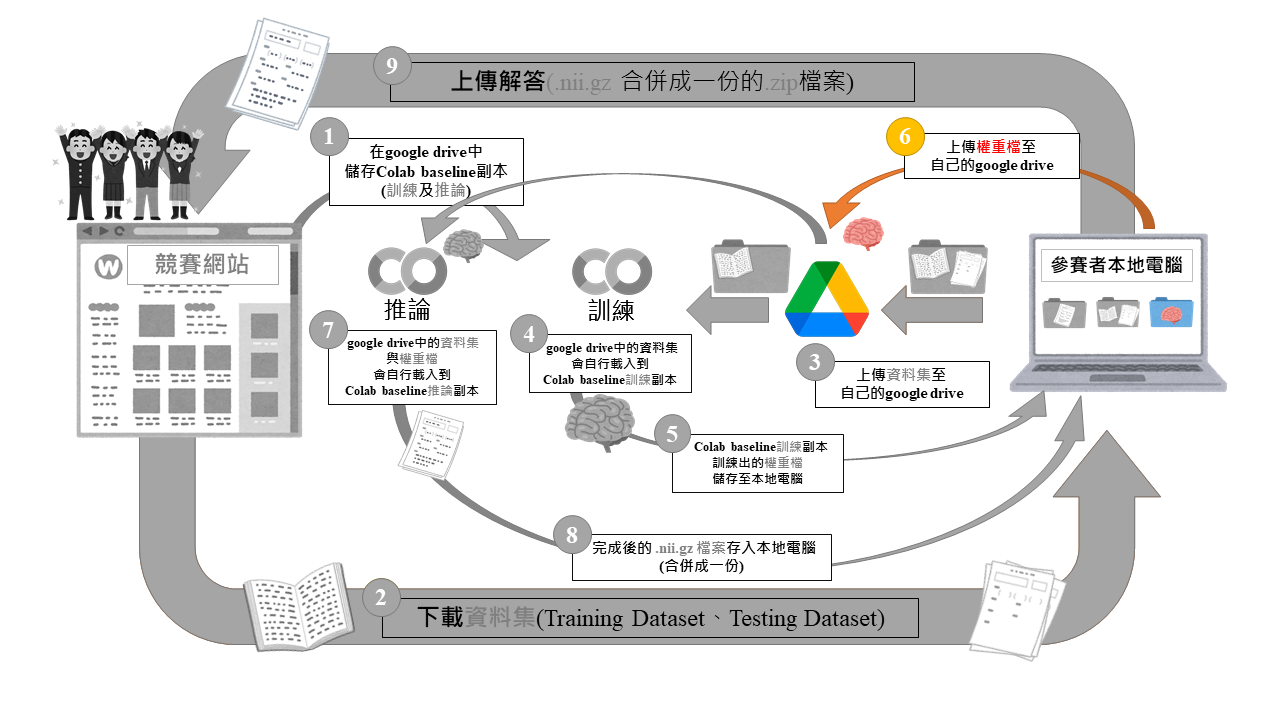 9
上傳解答(.nii.gz 合併成一份的.zip檔案)
1
在google drive中
儲存Colab baseline副本
(訓練及推論)
6
上傳權重檔至
自己的google drive
W
競賽網站
推論
訓練
參賽者本地電腦
7
google drive中的資料集
與權重檔
會自行載入到
Colab baseline推論副本
4
google drive中的資料集
會自行載入到
Colab baseline訓練副本
3
上傳資料集至
自己的google drive
5
Colab baseline訓練副本
訓練出的權重檔
儲存至本地電腦
8
完成後的 .nii.gz 檔案存入本地電腦
(合併成一份)
2
下載資料集(Training Dataset、Testing Dataset)